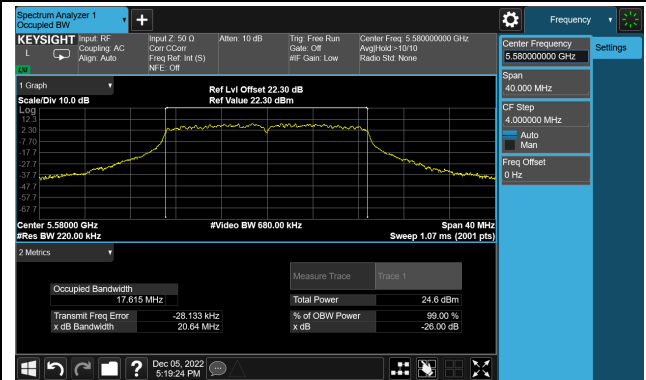 Spectrum Analyzer 1
Occupied BW
Frequency
KEYSIGHT
L
LXI
Input: RF
Coupling: AC
Align: Auto
Input Z: 50 Ω
Corr CCorr
Freq Ref: Int (S)
NFE: Off
Atten: 10 dB
Trig: Free Run
Gate: Off
#IF Gain: Low
Center Freq: 5.580000000 GHz
Avg|Hold:>10/10
Radio Std: None
Center Frequency
5.580000000 GHz
Settings
Span
40.000 MHz
CF Step
4.000000 MHz
Auto
Man
Freq Offset
0 Hz
1 Graph
Scale/Div 10.0 dB
Ref Lvl Offset 22.30 dB
Ref Value 22.30 dBm
Log
12.3
2.30
-7.70
-17.7
-27.7
-37.7
-47.7
-57.7
-67.7
Center 5.58000 GHz
#Video BW 680.00 kHz
Span 40 MHz
#Res BW 220.00 kHz
Sweep 1.07 ms (2001 pts)
2 Metrics
Measure Trace
Trace 1
Occupied Bandwidth
17.615 MHz
Total Power
24.6 dBm
Transmit Freq Error
-28.133 kHz
% of OBW Power
99.00 %
x dB Bandwidth
20.64 MHz
x dB
-26.00 dB
?
Dec 05, 2022
5:19:24 PM